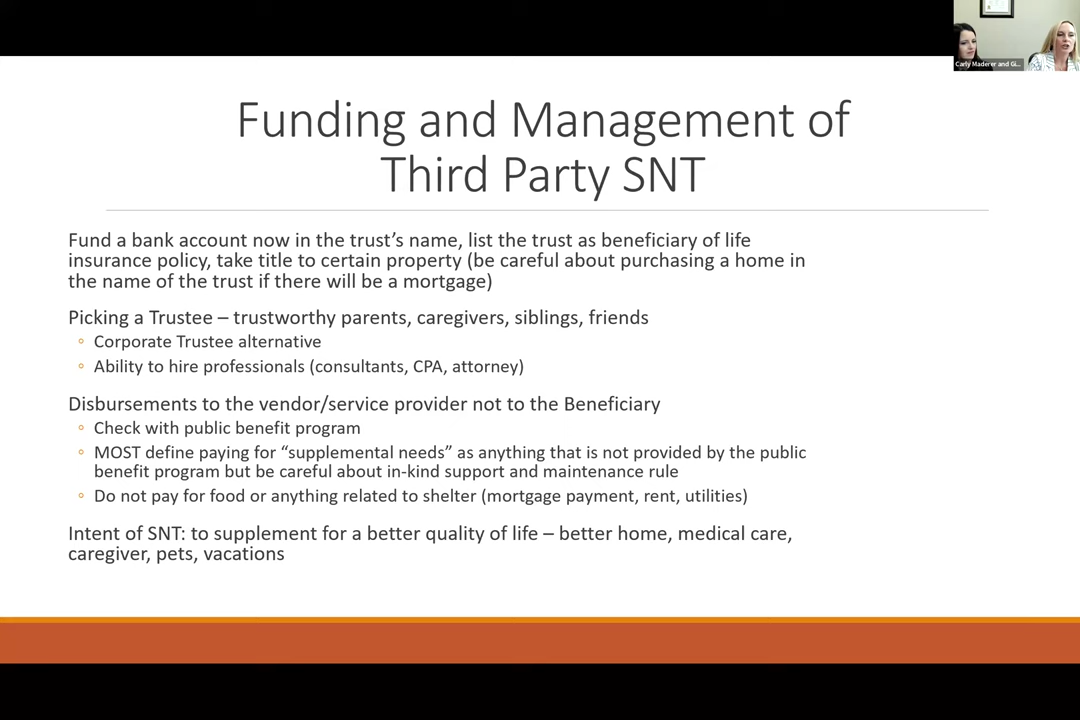 Carly Maderer and Gi...
Funding and Management of
Third Party SNT
Fund a bank account now in the trust’s name, list the trust as beneficiary of life
insurance policy, take title to certain property (be careful about purchasing a home in
the name of the trust if there will be a mortgage)
Picking a Trustee – trustworthy parents, caregivers, siblings, friends
◦ Corporate Trustee alternative
◦ Ability to hire professionals (consultants, CPA, attorney)
Disbursements to the vendor/service provider not to the Beneficiary
◦ Check with public benefit program
◦ MOST define paying for “supplemental needs” as anything that is not provided by the public
benefit program but be careful about in-kind support and maintenance rule
◦ Do not pay for food or anything related to shelter (mortgage payment, rent, utilities)
Intent of SNT: to supplement for a better quality of life – better home, medical care,
caregiver, pets, vacations